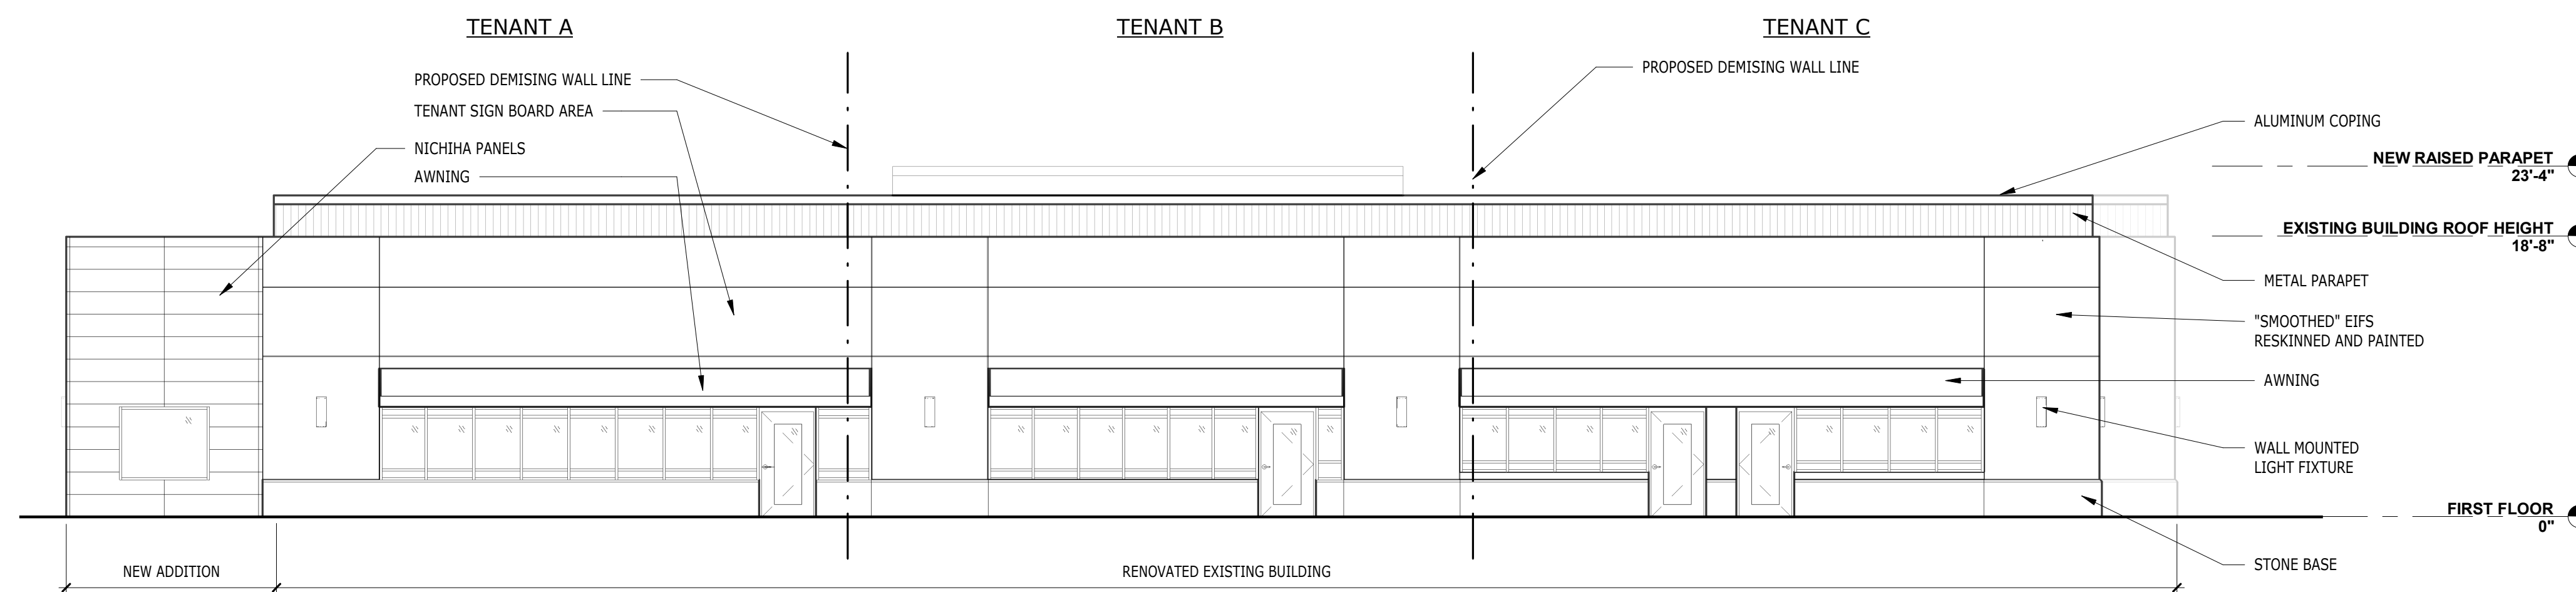 TENANT A
TENANT B
TENANT C
PROPOSED DEMISING WALL LINE
PROPOSED DEMISING WALL LINE
TENANT SIGN BOARD AREA
NICHIHA PANELS
AWNING
ALUMINUM COPING
NEW RAISED PARAPET
23'-4"
EXISTING BUILDING ROOF HEIGHT
18'-8"
METAL PARAPET
"SMOOTHED" EIFS
RESKINNED AND PAINTED
AWNING
WALL MOUNTED
LIGHT FIXTURE
FIRST FLOOR
0"
STONE BASE
NEW ADDITION
RENOVATED EXISTING BUILDING